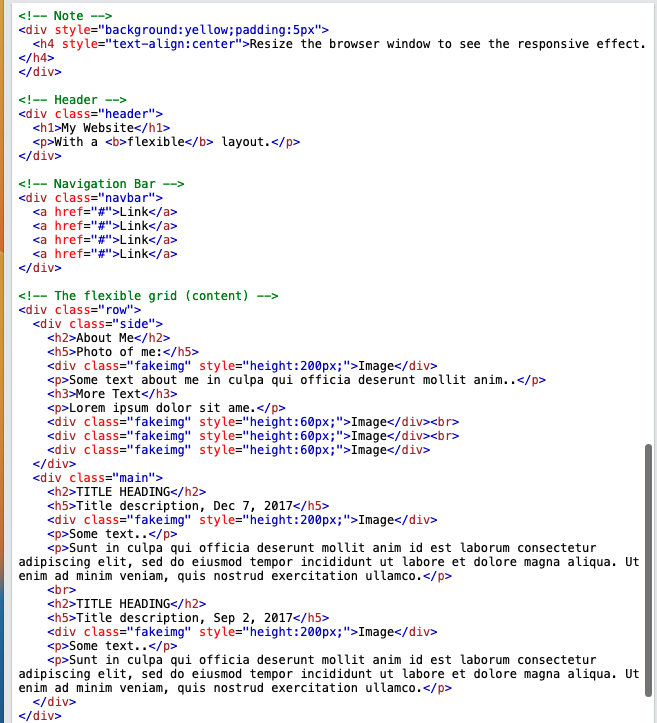 <!-- Note -->
<div style="background:yellow;padding:5px">
  <h4 style="text-align:center">Resize the browser window to see the responsive effect.
</h4>
</div>

<!-- Header -->
<div class="header">
  <h1>My Website</h1>
  <p>With a <b>flexible</b> layout.</p>
</div>

<!-- Navigation Bar -->
<div class="navbar">
  <a href="#">Link</a>
  <a href="#">Link</a>
  <a href="#">Link</a>
  <a href="#">Link</a>
</div>

<!-- The flexible grid (content) -->
<div class="row">
  <div class="side">
    <h2>About Me</h2>
    <h5>Photo of me:</h5>
    <div class="fakeimg" style="height:200px;">Image</div>
    <p>Some text about me in culpa qui officia deserunt mollit anim..</p>
    <h3>More Text</h3>
    <p>Lorem ipsum dolor sit ame.</p>
    <div class="fakeimg" style="height:60px;">Image</div><br>
    <div class="fakeimg" style="height:60px;">Image</div><br>
    <div class="fakeimg" style="height:60px;">Image</div>
  </div>
  <div class="main">
    <h2>TITLE HEADING</h2>
    <h5>Title description, Dec 7, 2017</h5>
    <div class="fakeimg" style="height:200px;">Image</div>
    <p>Some text..</p>
    <p>Sunt in culpa qui officia deserunt mollit anim id est laborum consectetur
adipiscing elit, sed do eiusmod tempor incididunt ut labore et dolore magna aliqua. Ut
enim ad minim veniam, quis nostrud exercitation ullamco.</p>
    <br>
    <h2>TITLE HEADING</h2>
    <h5>Title description, Sep 2, 2017</h5>
    <div class="fakeimg" style="height:200px;">Image</div>
    <p>Some text..</p>
    <p>Sunt in culpa qui officia deserunt mollit anim id est laborum consectetur
adipiscing elit, sed do eiusmod tempor incididunt ut labore et dolore magna aliqua. Ut
enim ad minim veniam, quis nostrud exercitation ullamco.</p>
  </div>
</div>